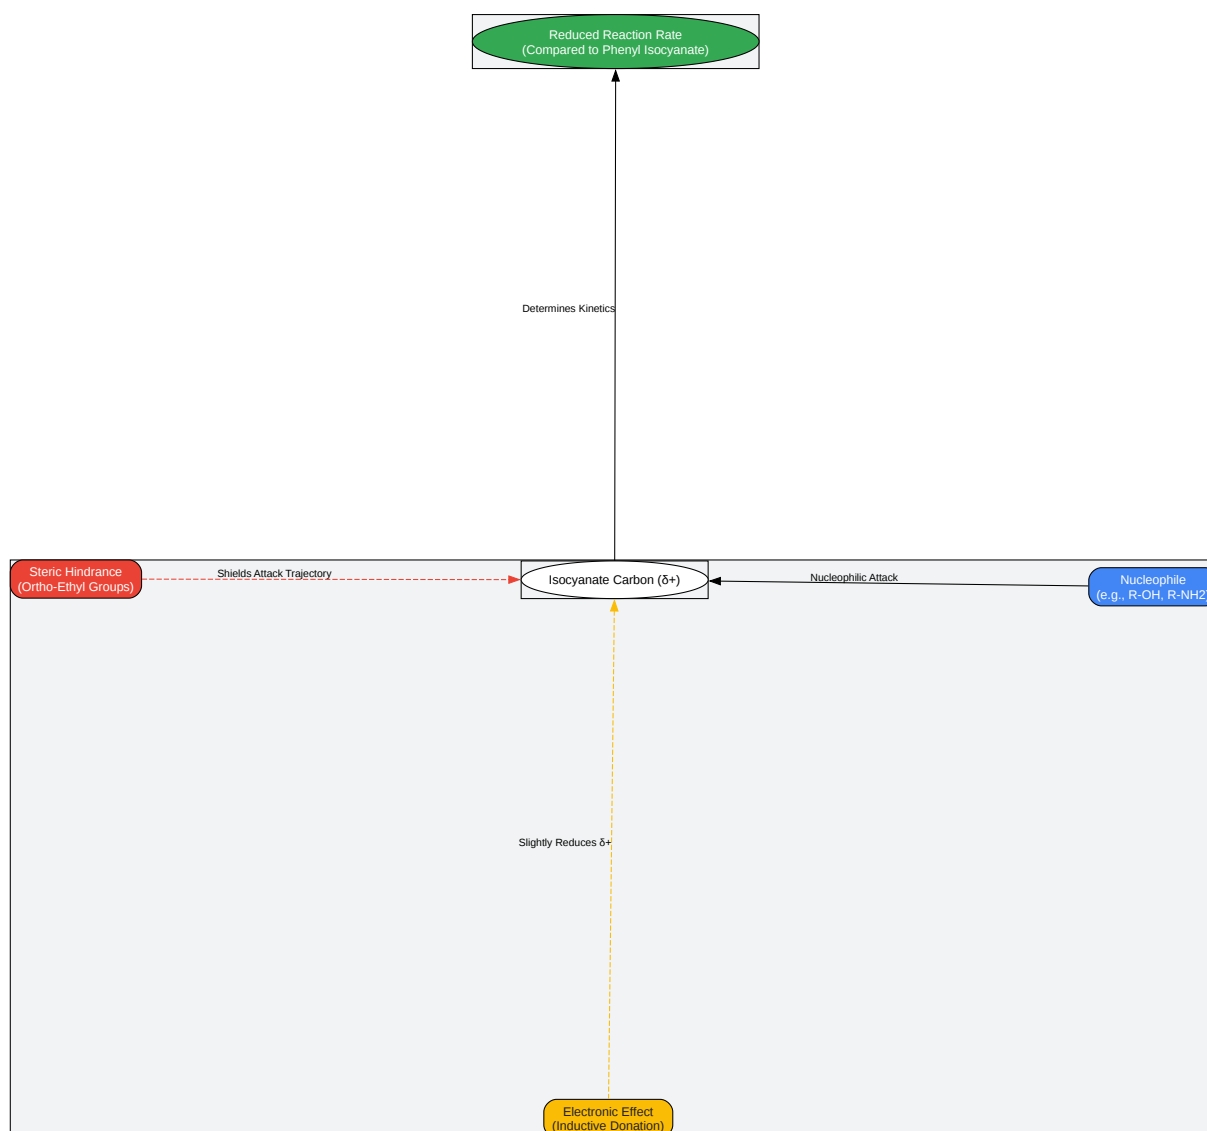 Reduced Reaction Rate
(Compared to Phenyl Isocyanate)
Determines Kinetics
Steric Hindrance
(Ortho-Ethyl Groups)
Shields Attack Trajectory
Isocyanate Carbon (δ+)
Nucleophilic Attack
Nucleophile
(e.g., R-OH, R-NH2)
Slightly Reduces δ+
Electronic Effect
(Inductive Donation)